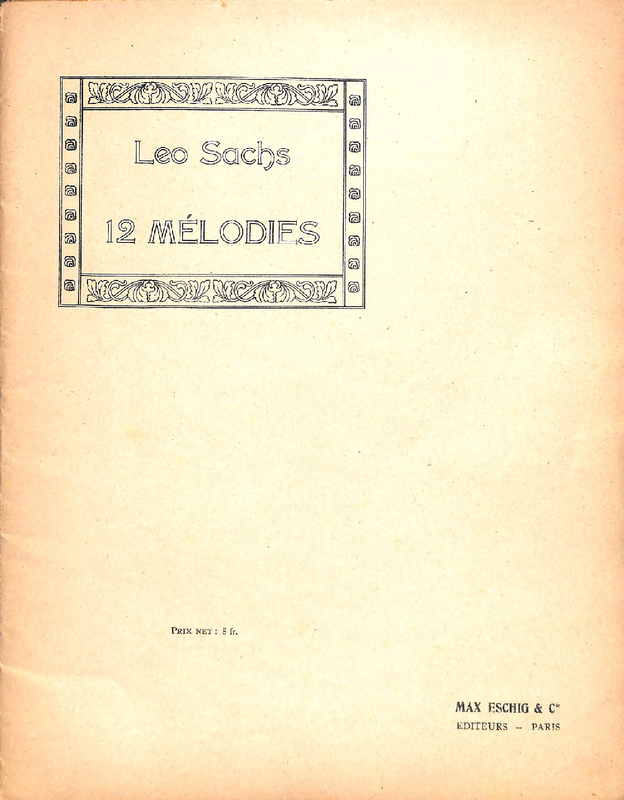 Leo Sachs
12 MÉLODIES
PRIX NET : 8 fr.
MAX ESCHIG & Cie
EDITEURS — PARIS